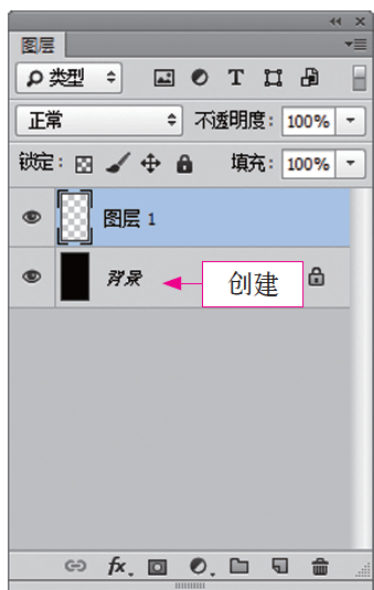 图层
类型
正常 不透明度: 100%
锁定: 填充: 100%
图层 1
背景 创建
fx.